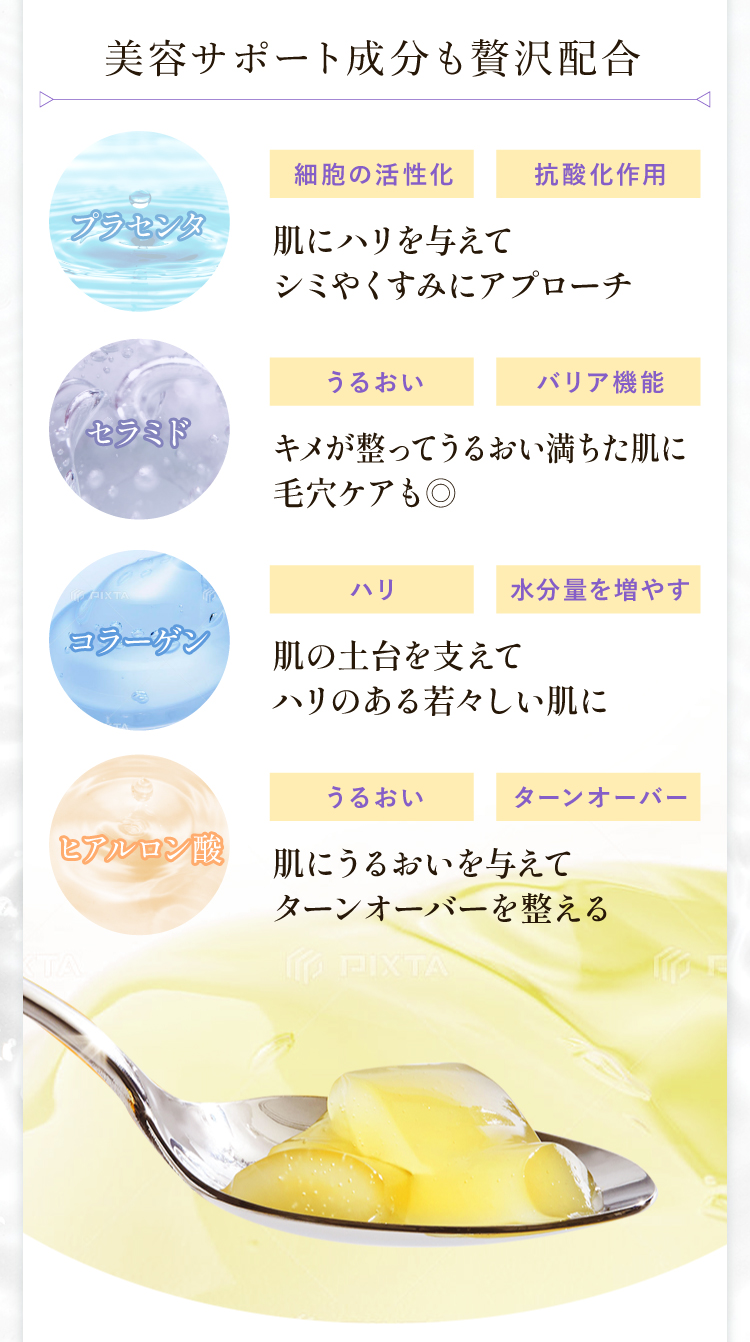 美容サポート成分も贅沢配合
プラセンタ
細胞の活性化
抗酸化作用
肌にハリを与えて
シミやくすみにアプローチ
セラミド
うるおい
バリア機能
キメが整ってうるおい満ちた肌に
毛穴ケアも◎
コラーゲン
ハリ
水分量を増やす
肌の土台を支えて
ハリのある若々しい肌に
ヒアルロン酸
うるおい
ターンオーバー
肌にうるおいを与えて
ターンオーバーを整える
PIXTA